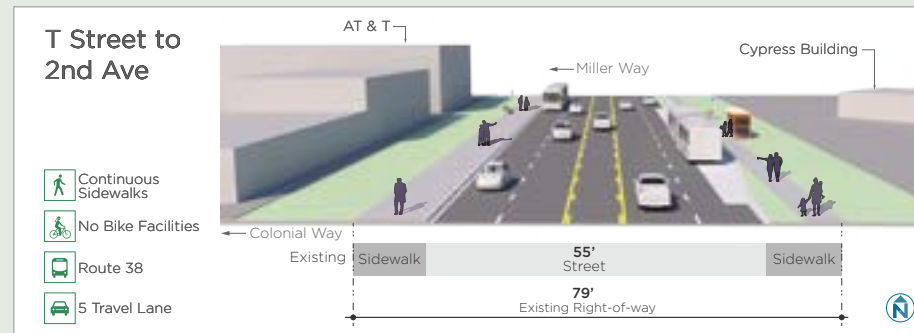 T Street to
2nd Ave
AT & T
Miller Way
Cypress Building
Continuous
Sidewalks
No Bike Facilities
Route 38
5 Travel Lane
Colonial Way
Existing
Sidewalk
55’
Street
Sidewalk
79’
Existing Right-of-way
N